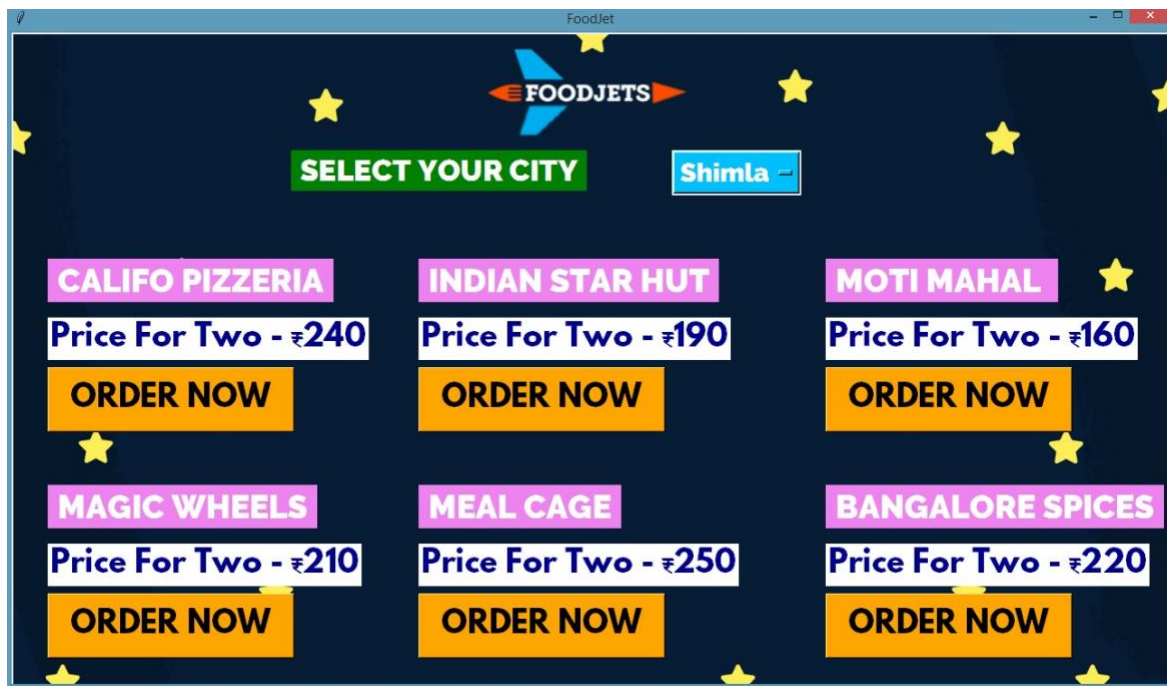 FoodJet
FOODJETS
SELECT YOUR CITY
Shimla
CALIFO PIZZERIA
INDIAN STAR HUT
MOTI MAHAL
Price For Two - ₹240
Price For Two - ₹190
Price For Two - ₹160
ORDER NOW
ORDER NOW
ORDER NOW
MAGIC WHEELS
MEAL CAGE
BANGALORE SPICES
Price For Two - ₹210
Price For Two - ₹250
Price For Two - ₹220
ORDER NOW
ORDER NOW
ORDER NOW